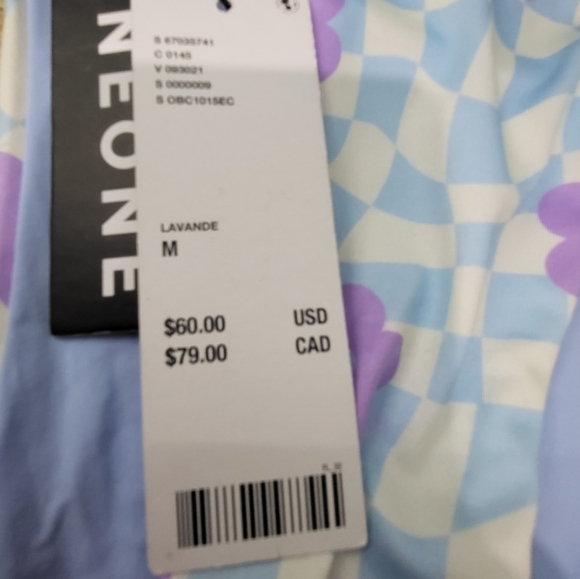 NEONE
S 67035741
C 0145
V 093021
S 0000009
S OBC1015EC
LAVANDE
M
$60.00 USD
$79.00 CAD